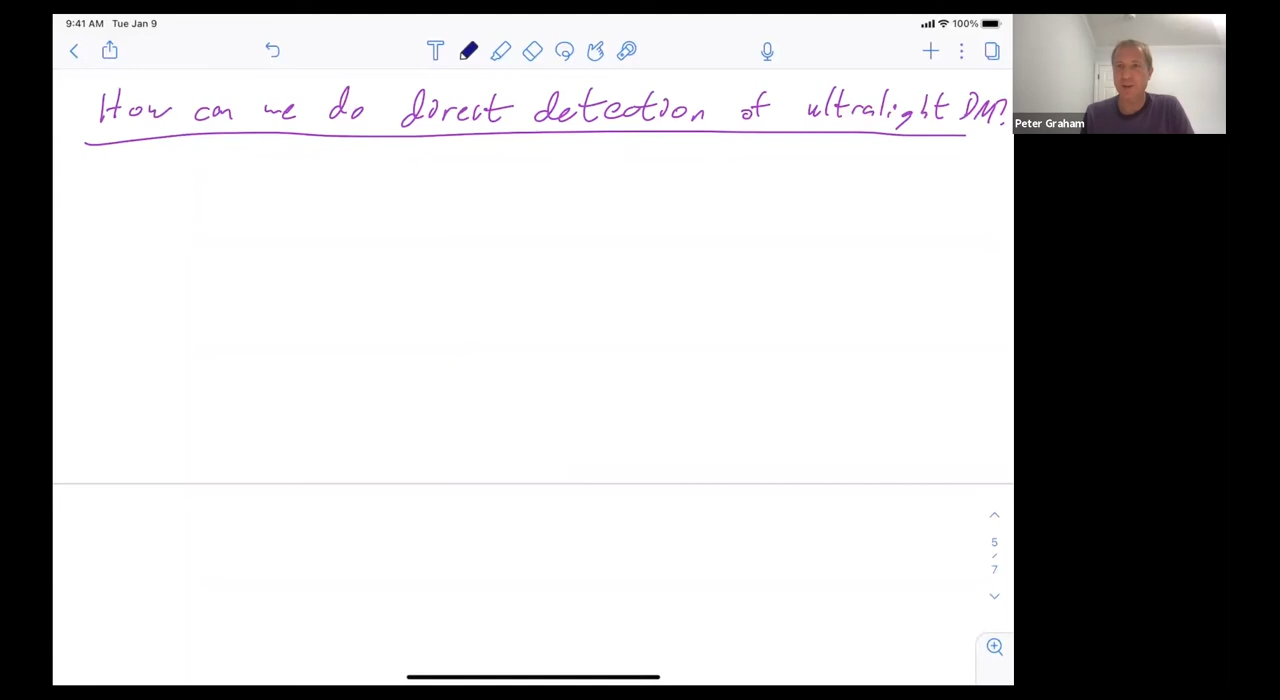 9:41 AM Tue Jan 9
100%
How can we do direct detection of ultralight DM?
Peter Graham
5
/
7